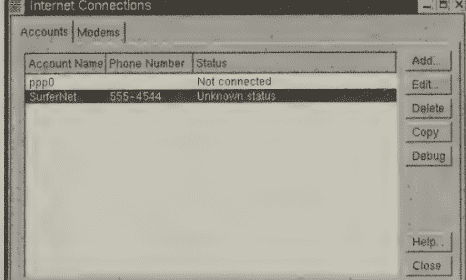 Internet Connections
Accounts Modems
Account Name Phone Number Status
ppp0 Not connected
SurferNet 555-4544 Unknown status
Add...
Edit...
Delete
Copy
Debug
Help...
Close